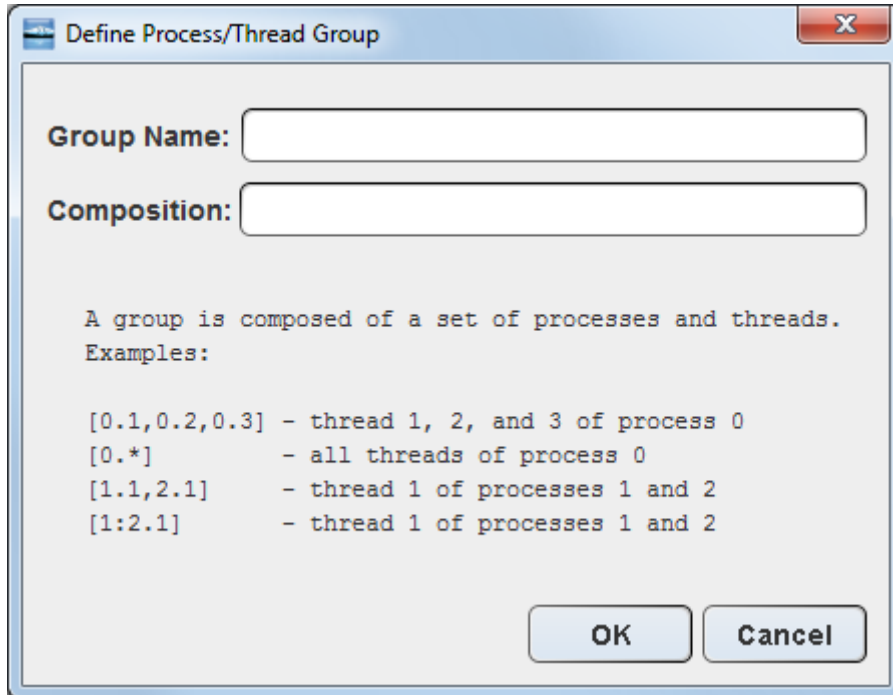 Define Process/Thread Group
Group Name:
Composition:
A group is composed of a set of processes and threads.
Examples:
[0.1,0.2,0.3] - thread 1, 2, and 3 of process 0
[0.*] - all threads of process 0
[1.1,2.1] - thread 1 of processes 1 and 2
[1:2.1] - thread 1 of processes 1 and 2
OK Cancel